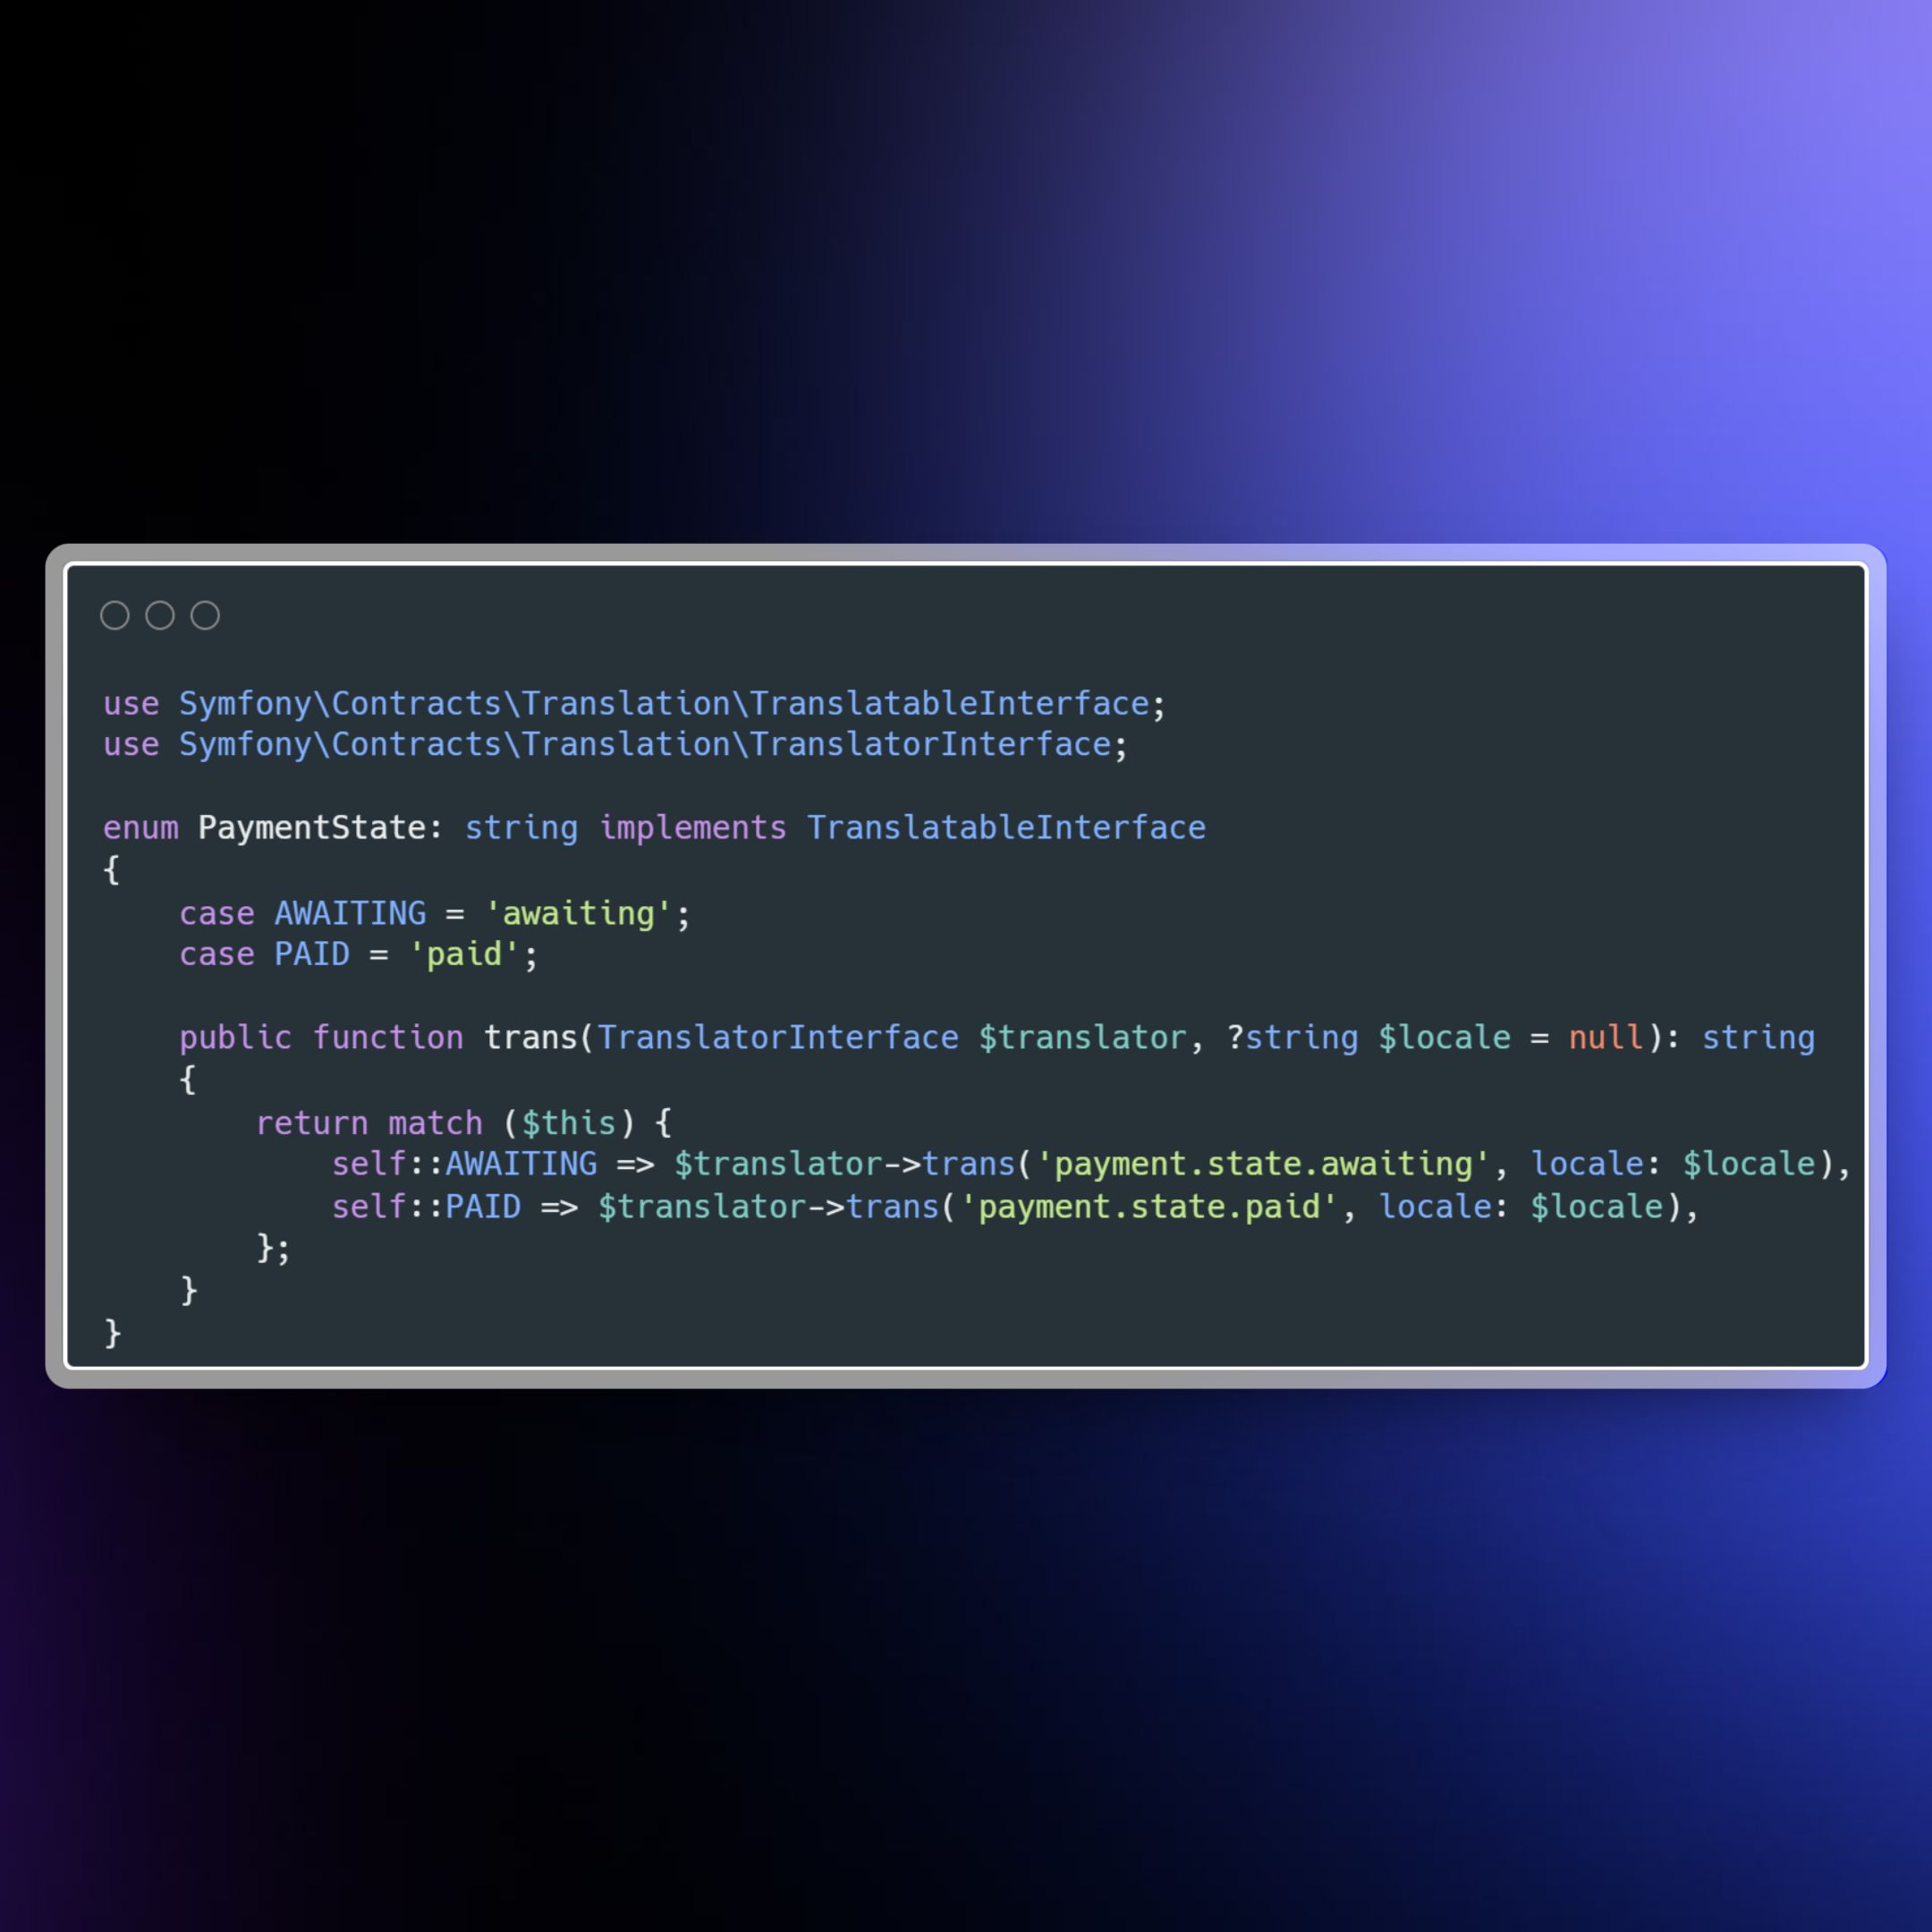 use Symfony\Contracts\Translation\TranslatableInterface;
use Symfony\Contracts\Translation\TranslatorInterface;

enum PaymentState: string implements TranslatableInterface
{
    case AWAITING = 'awaiting';
    case PAID = 'paid';

    public function trans(TranslatorInterface $translator, ?string $locale = null): string
    {
        return match ($this) {
            self::AWAITING => $translator->trans('payment.state.awaiting', locale: $locale),
            self::PAID => $translator->trans('payment.state.paid', locale: $locale),
        };
    }
}